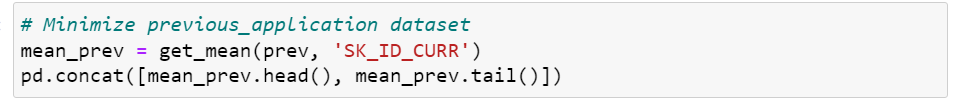 # Minimize previous_application dataset
mean_prev = get_mean(prev, 'SK_ID_CURR')
pd.concat([mean_prev.head(), mean_prev.tail()])